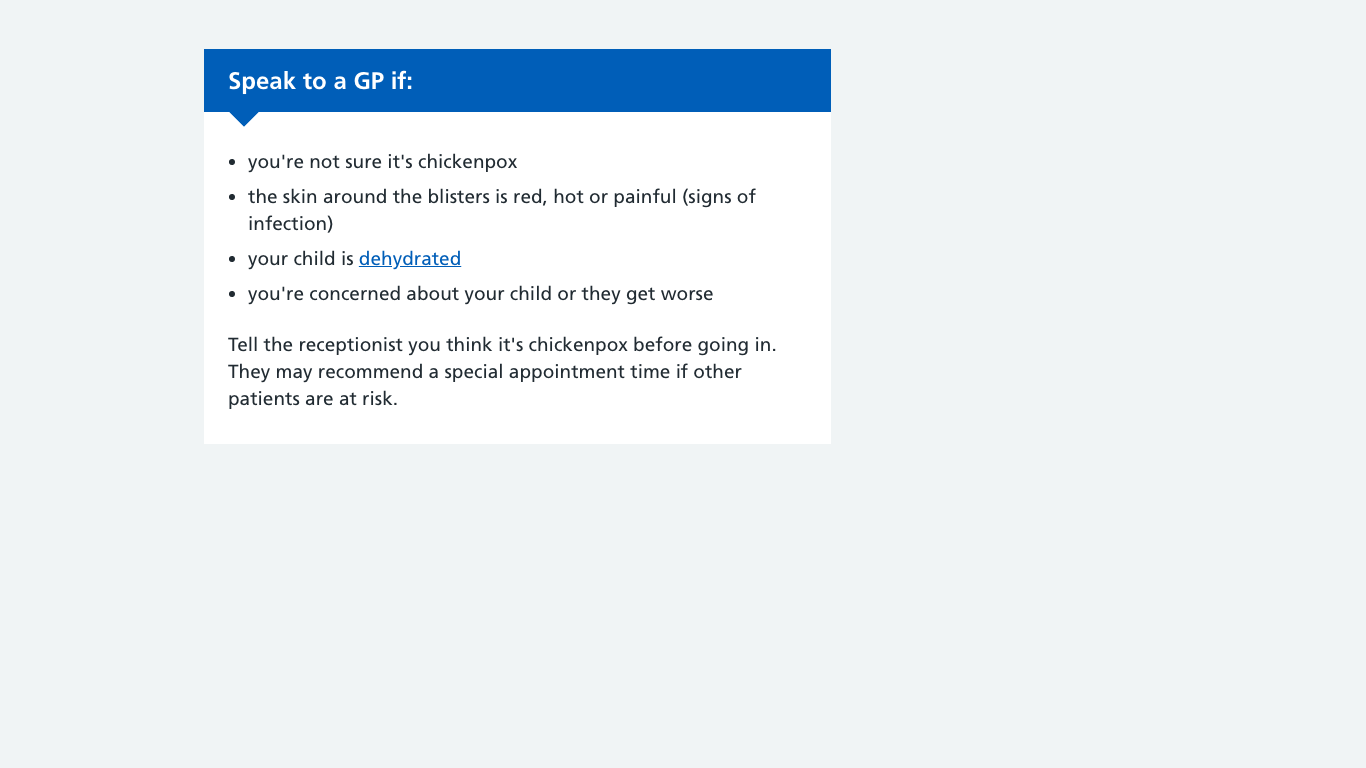 Speak to a GP if:
you're not sure it's chickenpox
the skin around the blisters is red, hot or painful (signs of
infection)
your child is dehydrated
you're concerned about your child or they get worse
Tell the receptionist you think it's chickenpox before going in.
They may recommend a special appointment time if other
patients are at risk.